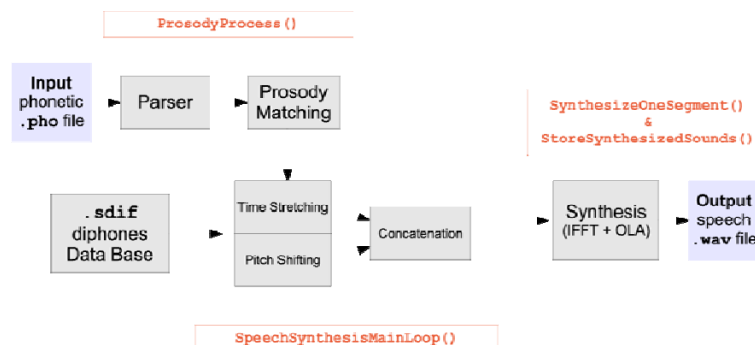 ProsodyProcess()
Input
phonetic
.pho file
Parser
Prosody
Matching
SynthesizeOneSegment()
&
StoreSynthesizedSounds()
.sdif
diphones
Data Base
Time Stretching
Pitch Shifting
Concatenation
Synthesis
(IFFT + OLA)
Output
speech
.wav file
SpeechSynthesisMainLoop()